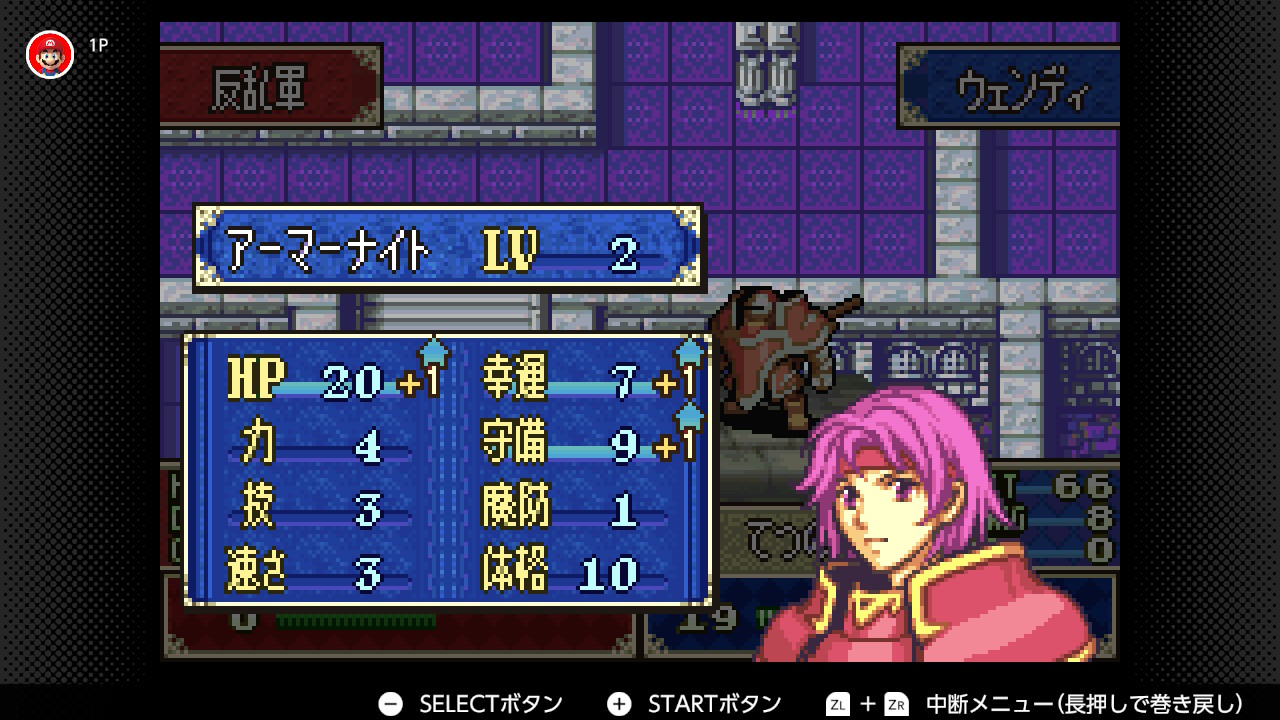 1P
反乱軍
ウェンディ
アーマーナイト LV 2
HP 20 +1 幸運 7 +1
力 4 守備 9 +1
技 3 魔防 1
速さ 3 体格 10
66
8
0
てつの
0
19
SELECTボタン STARTボタン ZL + ZR 中断メニュー(長押しで巻き戻し)